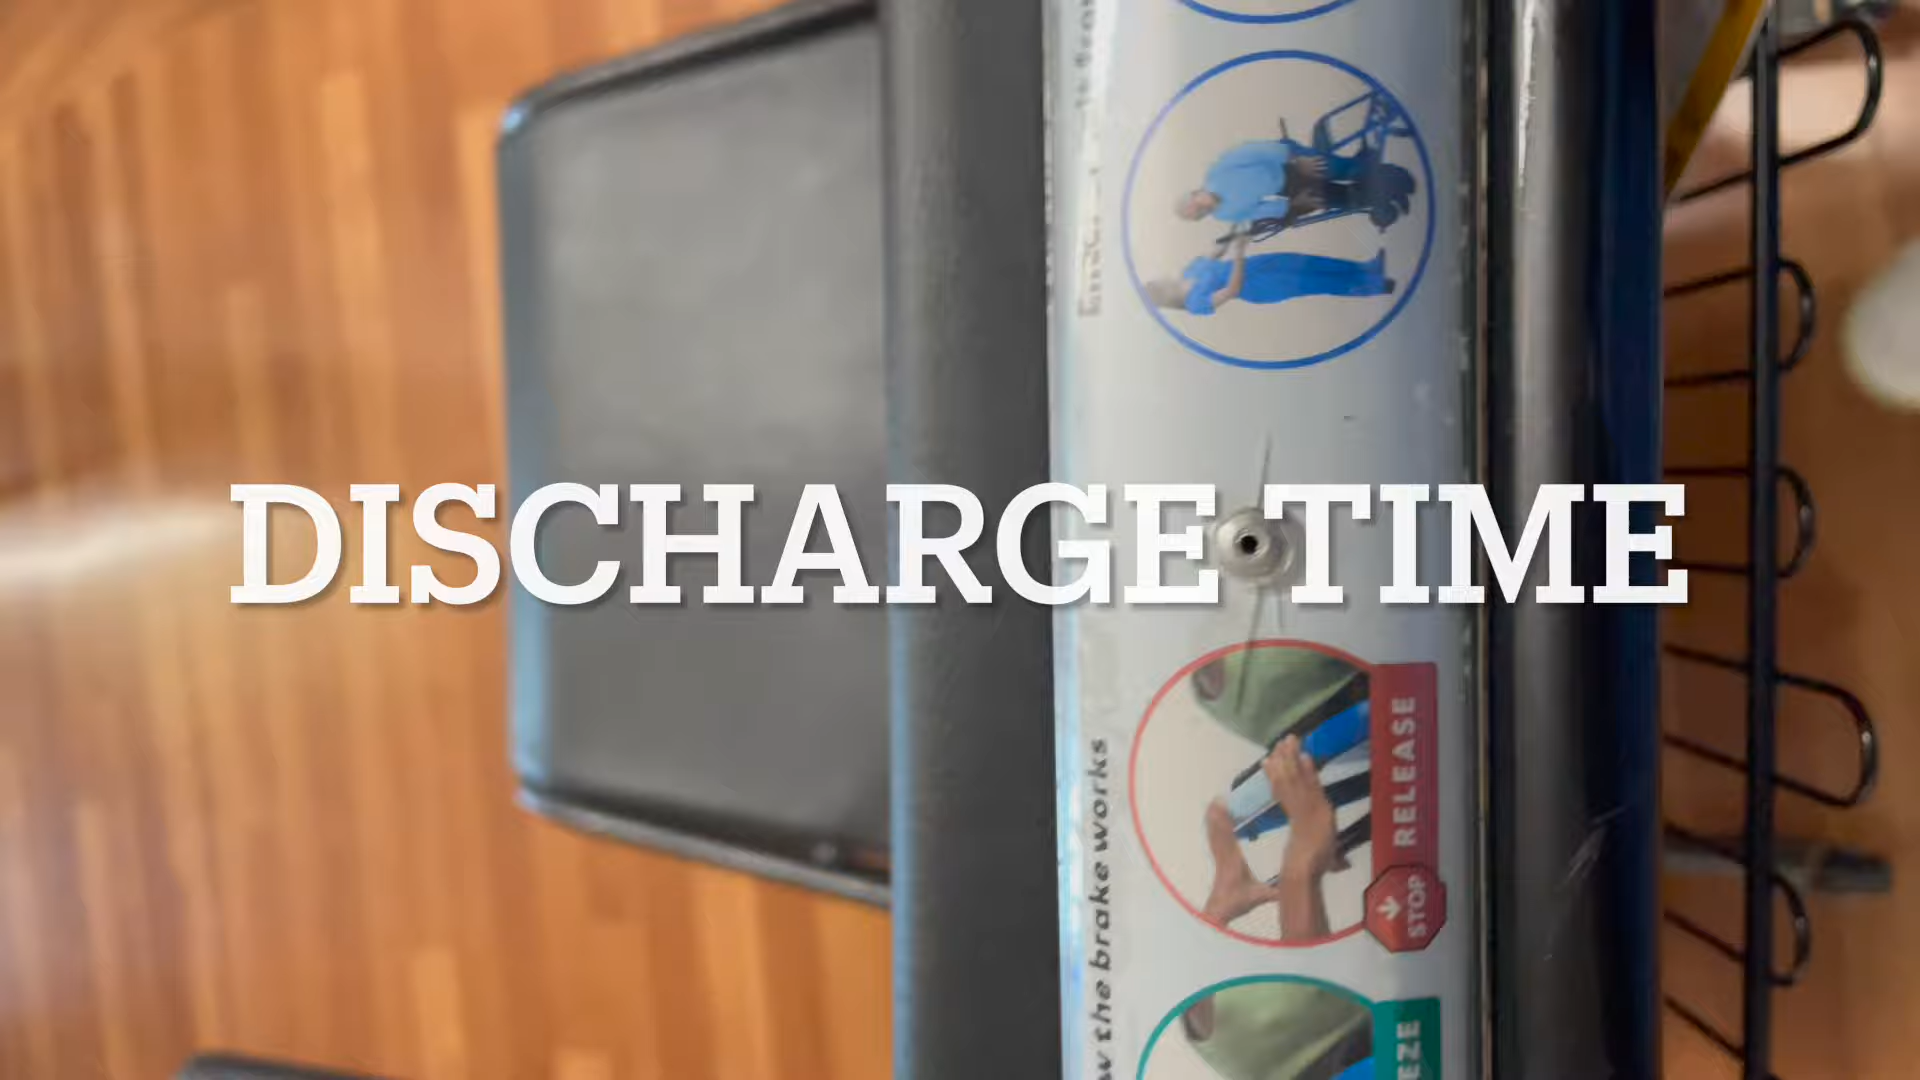 DISCHARGE TIME
RELEASE
STOP
w the brake works
EZE